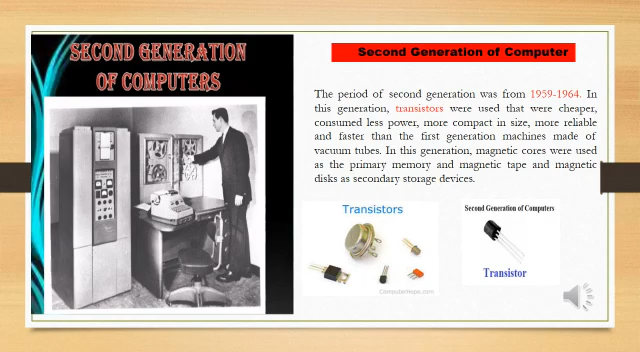 SECOND GENERATION
OF COMPUTERS
Second Generation of Computer
The period of second generation was from 1959-1964. In
this generation, transistors were used that were cheaper,
consumed less power, more compact in size, more reliable
and faster than the first generation machines made of
vacuum tubes. In this generation, magnetic cores were used
as the primary memory and magnetic tape and magnetic
disks as secondary storage devices.
Transistors
ComputerHope.com
Second Generation of Computers
Transistor